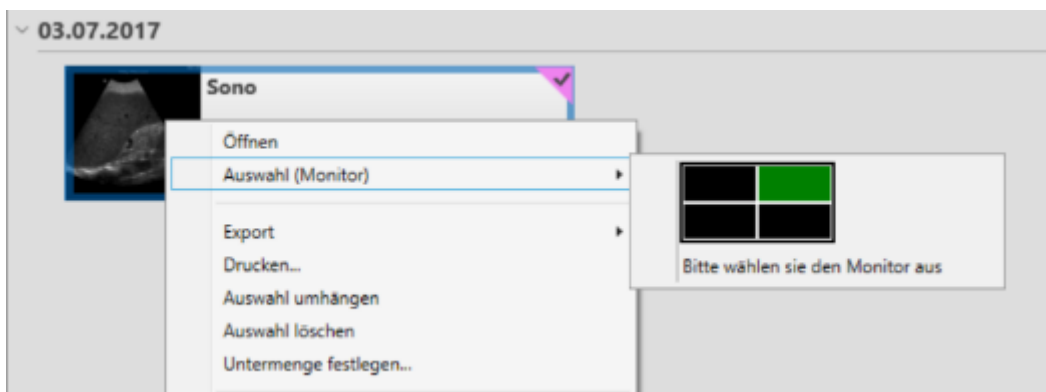 03.07.2017
Sono
Öffnen
Auswahl (Monitor)
Bitte wählen sie den Monitor aus
Export
Drucken...
Auswahl umhängen
Auswahl löschen
Untermenge festlegen...